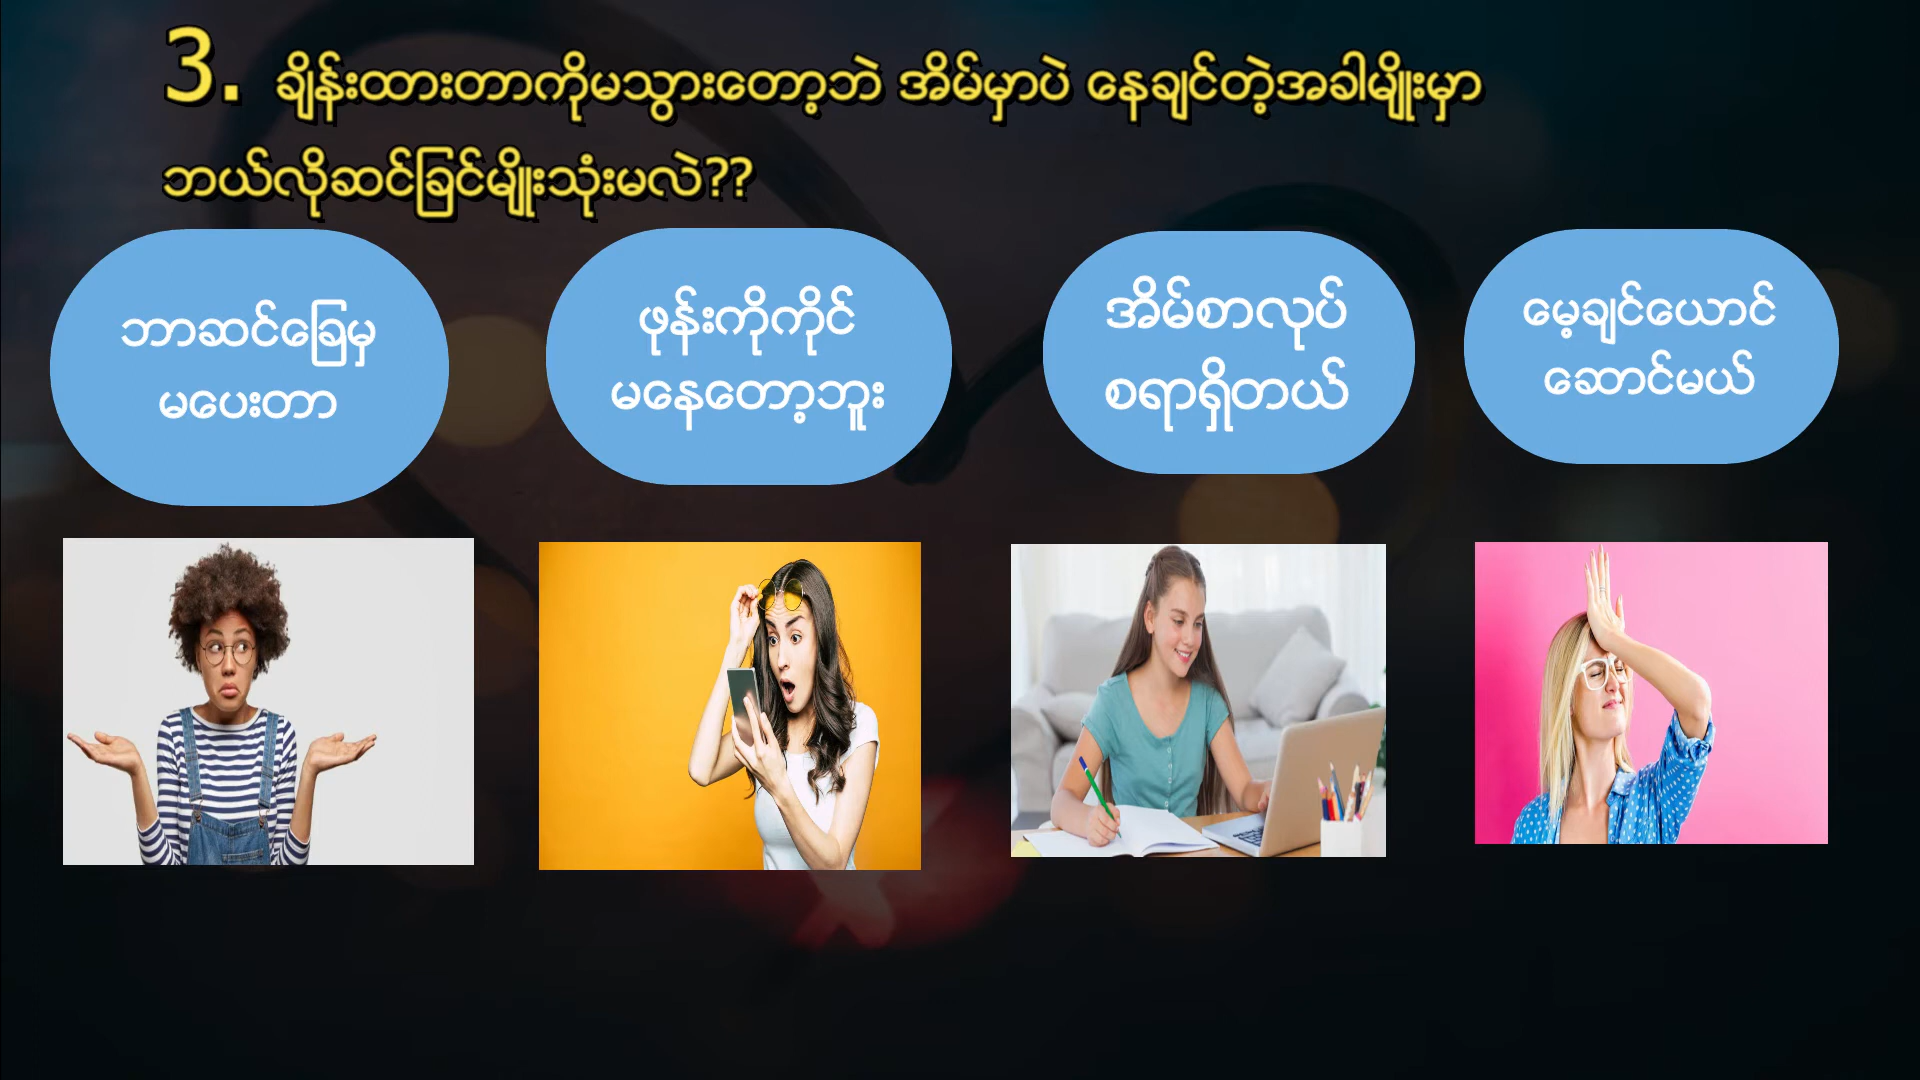 3. ချိန်းထားတာကိုမသွားတော့ဘဲ အိမ်မှာပဲ နေချင်တဲ့အခါမျိုးမှာ
ဘယ်လိုဆင်ခြင်မျိုးသုံးမလဲ??
ဘာဆင်ခြေမှ
မပေးတာ
ဖုန်းကိုကိုင်
မနေတော့ဘူး
အိမ်စာလုပ်
စရာရှိတယ်
မေ့ချင်ယောင်
ဆောင်မယ်